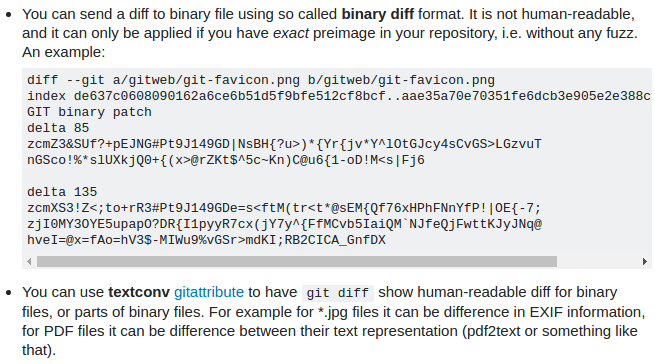 • You can send a diff to binary file using so called binary diff format. It is not human-readable,
and it can only be applied if you have exact preimage in your repository, i.e. without any fuzz.
An example:
diff --git a/gitweb/git-favicon.png b/gitweb/git-favicon.png
index de637c0608090162a6ce6b51d5f9bfe512cf8bcf..aae35a70e70351fe6dcb3e905e2e388c
GIT binary patch
delta 85
zcmZ3&SUf?+pEJNG#Pt9J149GD|NsBH{?u>)*{Yr{jv*Y^lOtGJcy4sCvGS>LGzvuT
nGSco!%*slUXkjQ0+{(x>@rZKt$^5c~Kn)C@u6{1-oD!M<s|Fj6

delta 135
zcmXS3!Z<;to+rR3#Pt9J149GDe=s<ftM(tr<t*@sEM{Qf76xHPhFNnYfP!|OE{-7;
zjI0MY3OYE5upapO?DR{I1pyyR7cx(jY7y^{FfMCvb5IaiQM`NJfeQjFwttKJyJNq@
hveI=@x=fAo=hV3$-MIWu9%vGSr>mdKI;RB2CICA_GnfDX
• You can use textconv gitattribute to have git diff show human-readable diff for binary
files, or parts of binary files. For example for *.jpg files it can be difference in EXIF information,
for PDF files it can be difference between their text representation (pdf2text or something like
that).